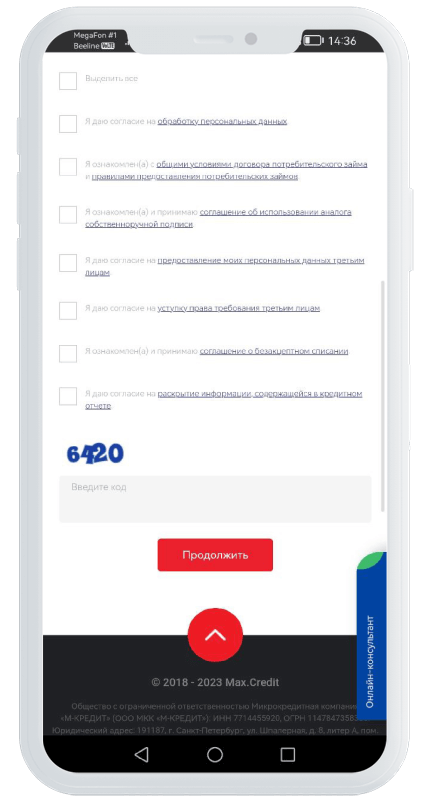 MegaFon #1
Beeline VoLTE
14:36
Выделить все
Я даю согласие на обработку персональных данных
Я ознакомлен(а) с общими условиями договора потребительского займа
и правилами предоставления потребительских займов
Я ознакомлен(а) и принимаю соглашение об использовании аналога
собственноручной подписи
Я даю согласие на предоставление моих персональных данных третьим
лицам
Я даю согласие на уступку права требования третьим лицам
Я ознакомлен(а) и принимаю соглашение о безакцептном списании
Я даю согласие на раскрытие информации, содержащейся в кредитном
отчете
6420
Введите код
Продолжить
Онлайн-консультант
© 2018 - 2023 Max.Credit
Общество с ограниченной ответственностью Микрокредитная компания
«М-КРЕДИТ» (ООО МКК «М-КРЕДИТ»). ИНН 7714455920, ОГРН
Юридический адрес: 191187, г. Санкт-Петербург, ул. Шпалерная, д. 8, литер А, пом.